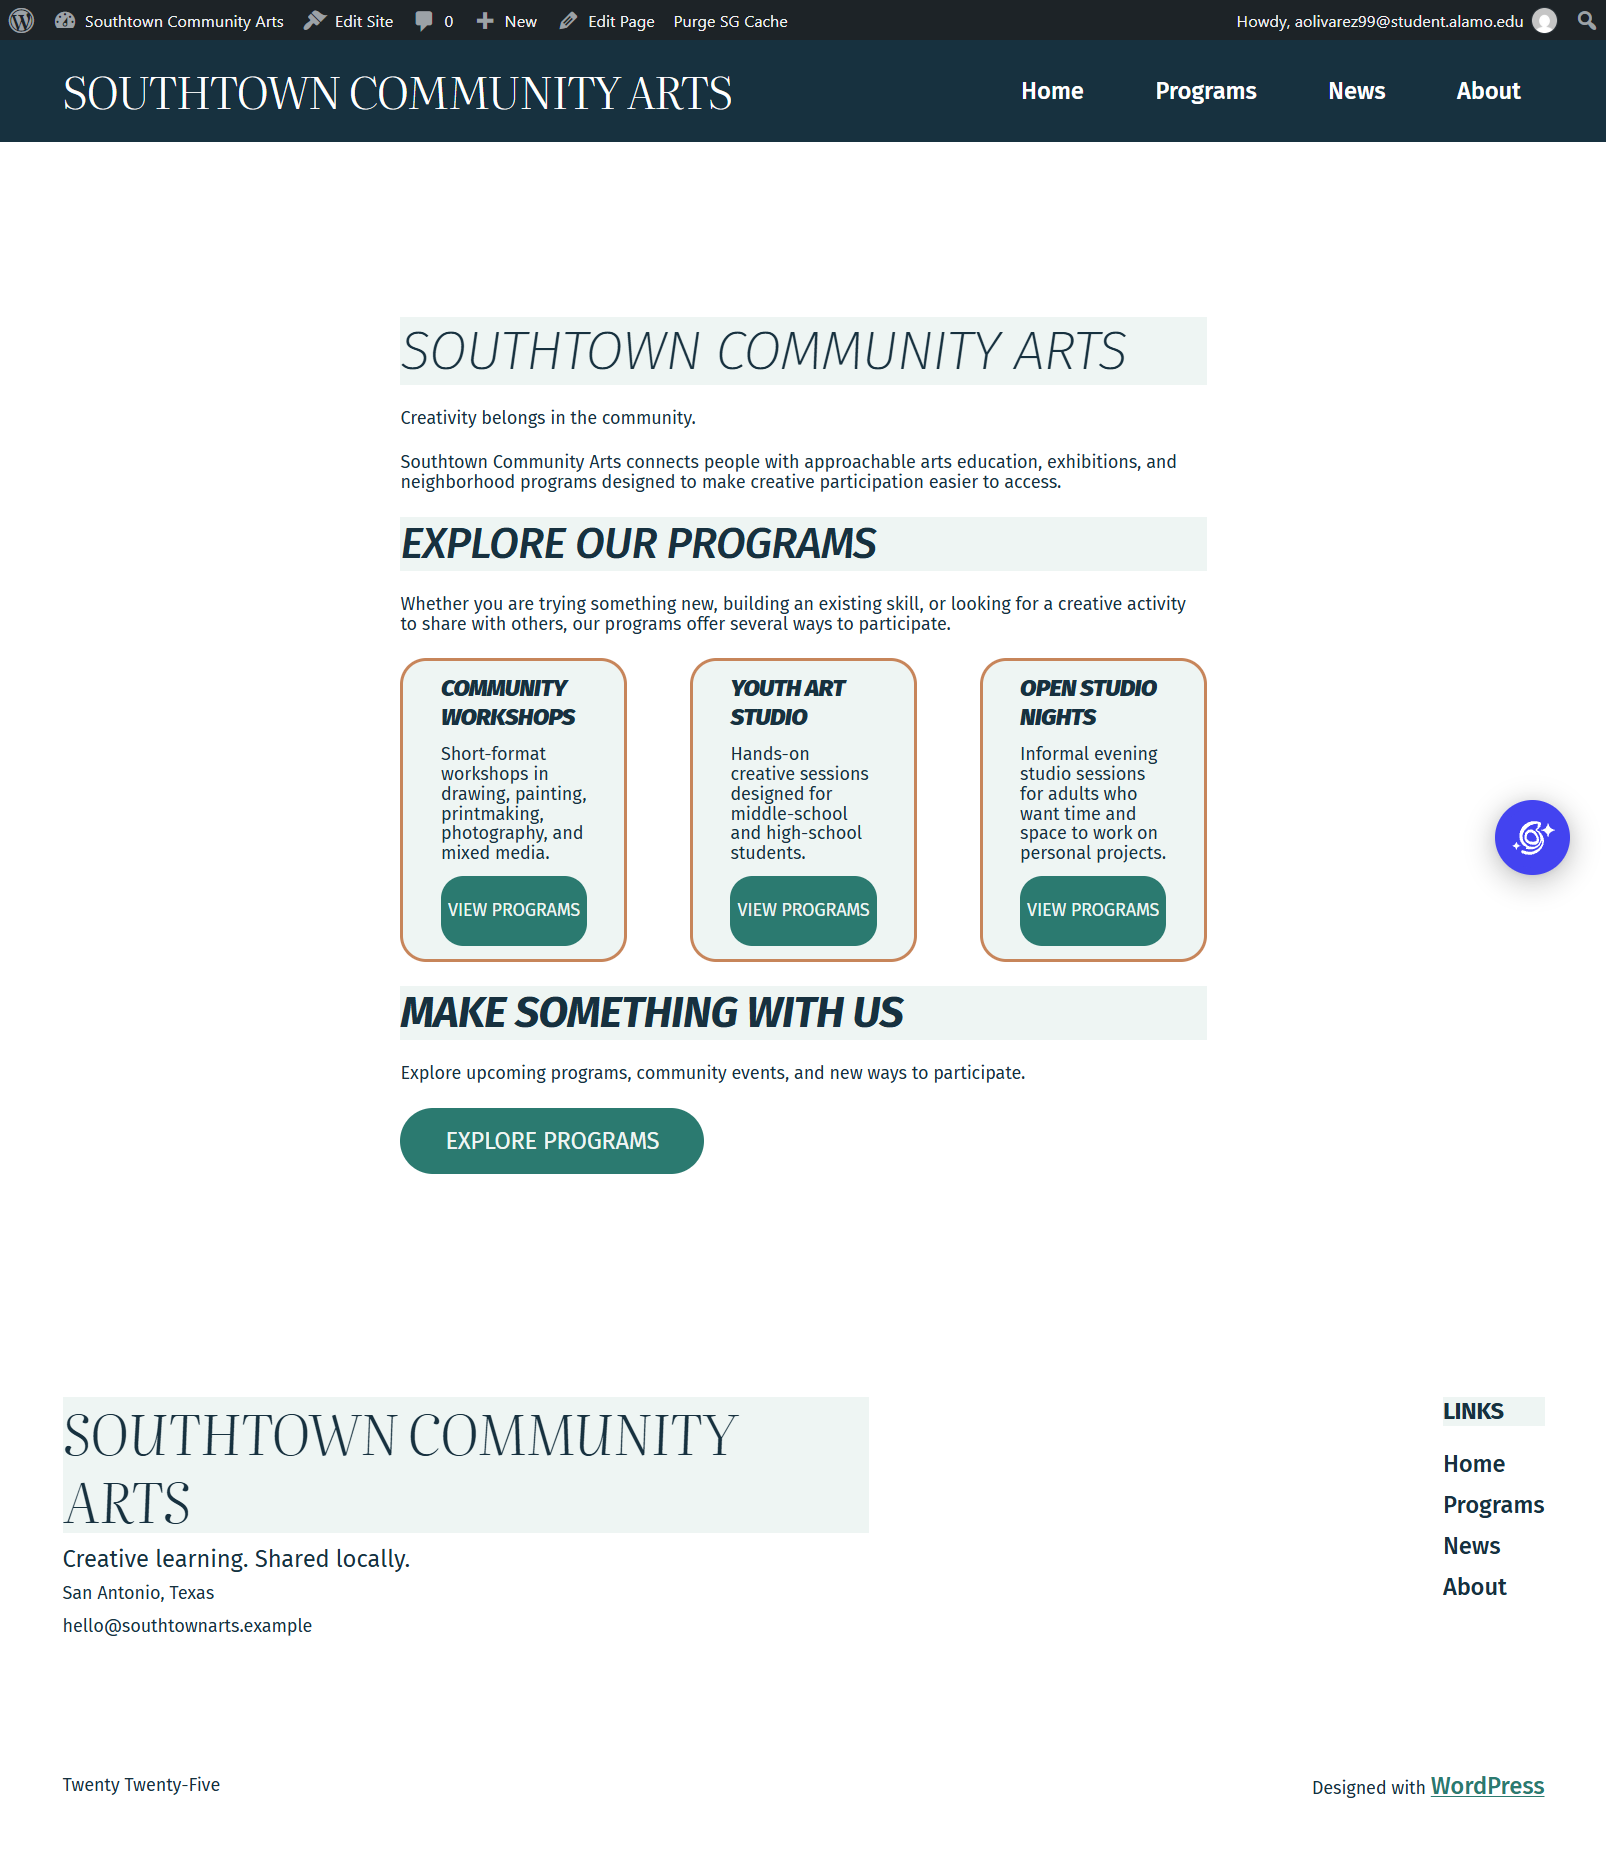 Southtown Community Arts
Edit Site
0
New
Edit Page
Purge SG Cache
Howdy, aolivarez99@student.alamo.edu
SOUTHTOWN COMMUNITY ARTS
Home
Programs
News
About
SOUTHTOWN COMMUNITY ARTS
Creativity belongs in the community.
Southtown Community Arts connects people with approachable arts education, exhibitions, and
neighborhood programs designed to make creative participation easier to access.
EXPLORE OUR PROGRAMS
Whether you are trying something new, building an existing skill, or looking for a creative activity
to share with others, our programs offer several ways to participate.
COMMUNITY
WORKSHOPS
Short-format
workshops in
drawing, painting,
printmaking,
photography, and
mixed media.
VIEW PROGRAMS
YOUTH ART
STUDIO
Hands-on
creative sessions
designed for
middle-school
and high-school
students.
VIEW PROGRAMS
OPEN STUDIO
NIGHTS
Informal evening
studio sessions
for adults who
want time and
space to work on
personal projects.
VIEW PROGRAMS
MAKE SOMETHING WITH US
Explore upcoming programs, community events, and new ways to participate.
EXPLORE PROGRAMS
SOUTHTOWN COMMUNITY
ARTS
Creative learning. Shared locally.
San Antonio, Texas
hello@southtownarts.example
LINKS
Home
Programs
News
About
Twenty Twenty-Five
Designed with WordPress